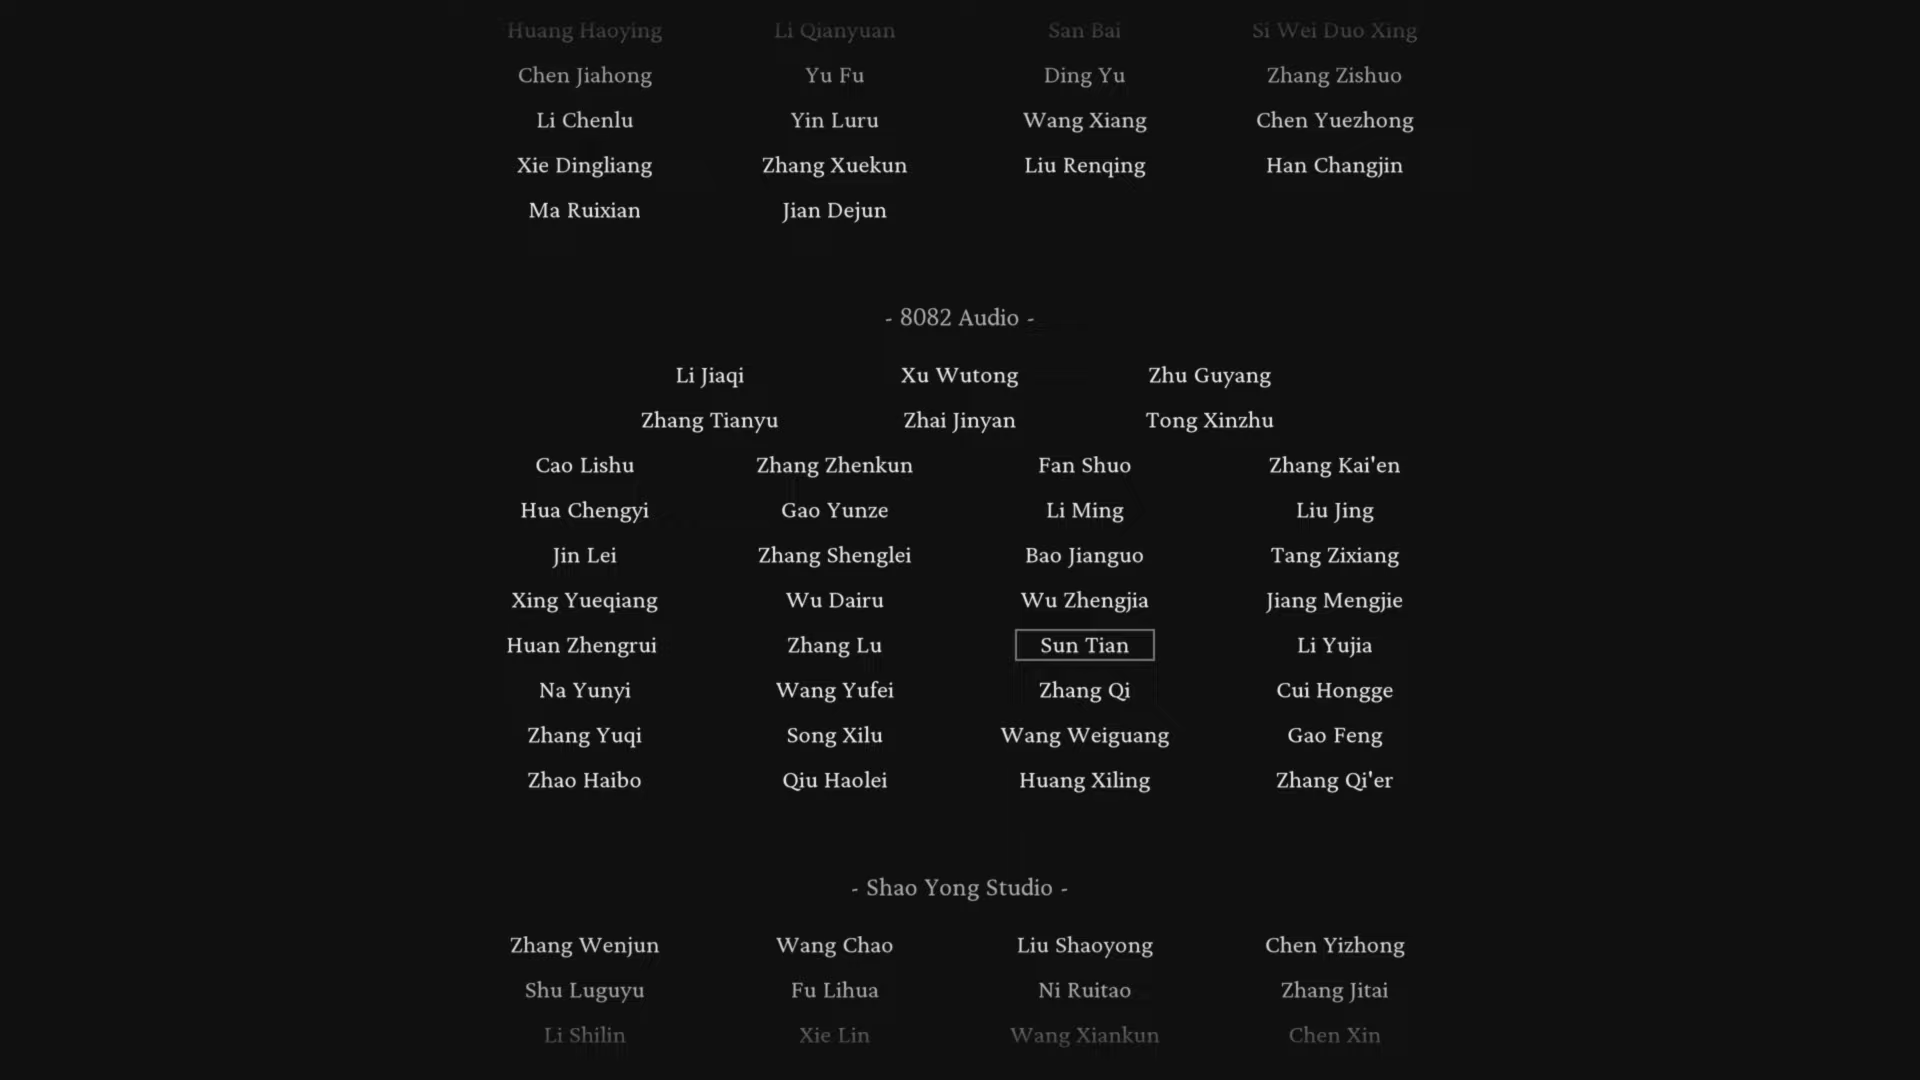 Huang Haoying Li Qianyuan San Bai Si Wei Duo Xing
Chen Jiahong Yu Fu Ding Yu Zhang Zishuo
Li Chenlu Yin Luru Wang Xiang Chen Yuezhong
Xie Dingliang Zhang Xuekun Liu Renqing Han Changjin
Ma Ruixian Jian Dejun
- 8082 Audio -
Li Jiaqi Xu Wutong Zhu Guyang
Zhang Tianyu Zhai Jinyan Tong Xinzhu
Cao Lishu Zhang Zhenkun Fan Shuo Zhang Kai'en
Hua Chengyi Gao Yunze Li Ming Liu Jing
Jin Lei Zhang Shenglei Bao Jianguo Tang Zixiang
Xing Yueqiang Wu Dairu Wu Zhengjia Jiang Mengjie
Huan Zhengrui Zhang Lu Sun Tian Li Yujia
Na Yunyi Wang Yufei Zhang Qi Cui Hongge
Zhang Yuqi Song Xilu Wang Weiguang Gao Feng
Zhao Haibo Qiu Haolei Huang Xiling Zhang Qi'er
- Shao Yong Studio -
Zhang Wenjun Wang Chao Liu Shaoyong Chen Yizhong
Shu Luguyu Fu Lihua Ni Ruitao Zhang Jitai
Li Shilin Xie Lin Wang Xiankun Chen Xin